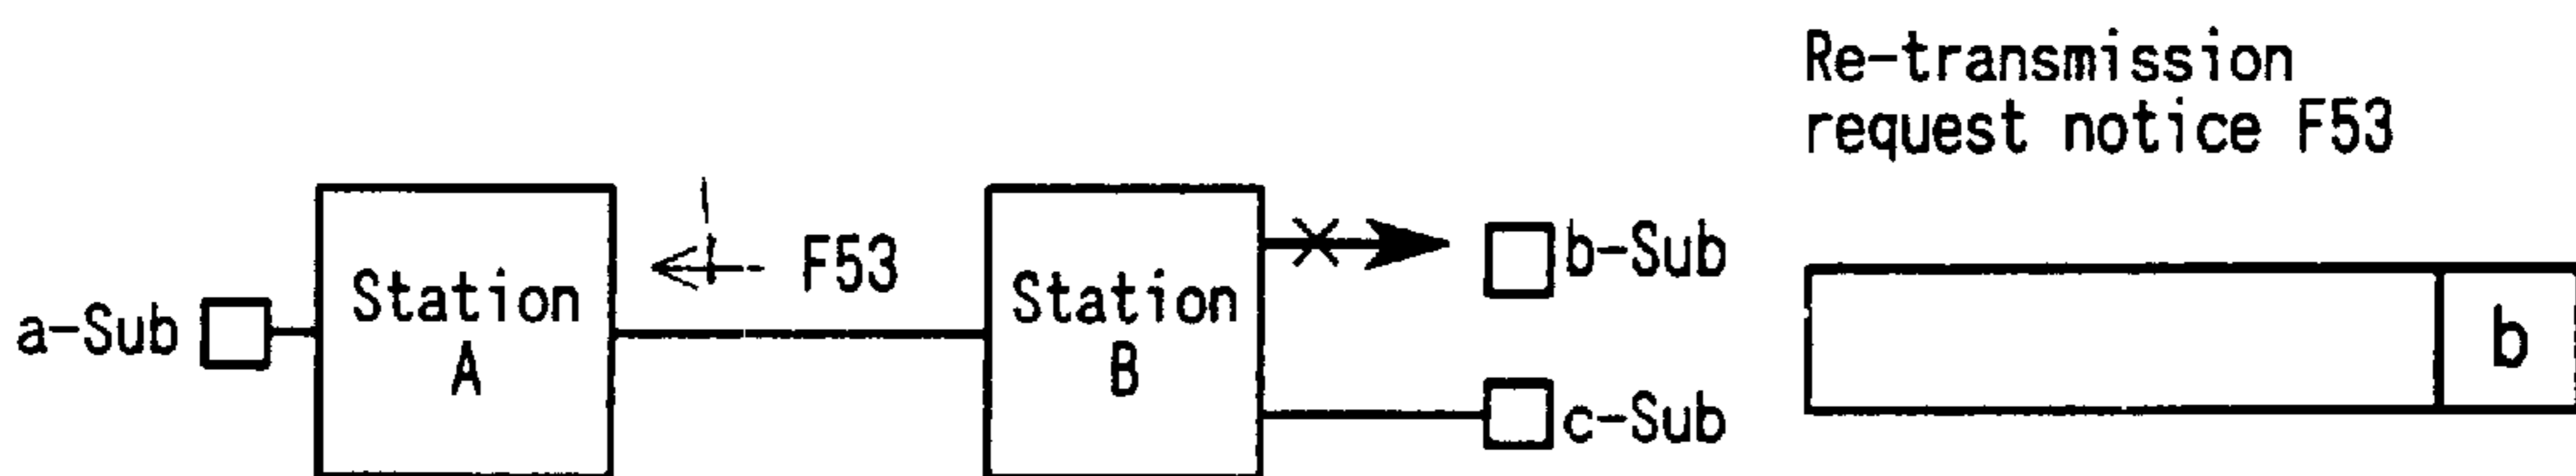 Re-transmission
request notice F53
F53
a-Sub
Station
A
Station
B
b-Sub
c-Sub
b